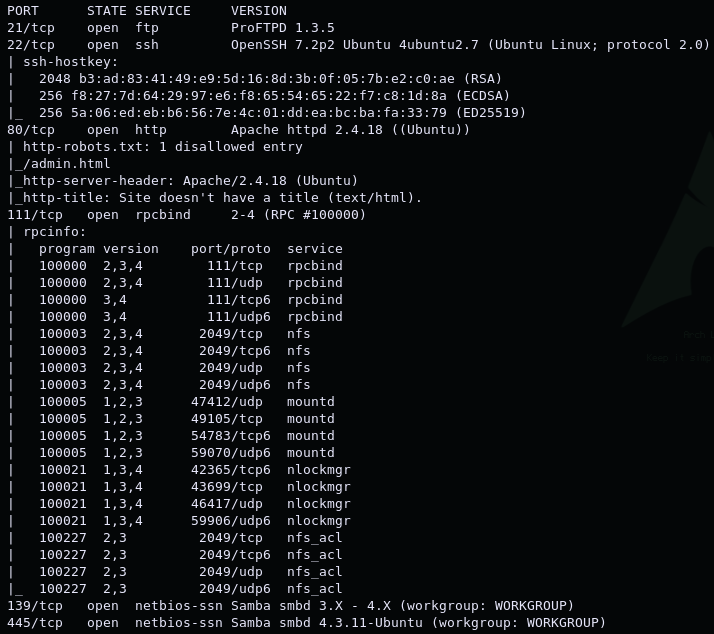 PORT      STATE SERVICE     VERSION
21/tcp    open  ftp         ProFTPD 1.3.5
22/tcp    open  ssh         OpenSSH 7.2p2 Ubuntu 4ubuntu2.7 (Ubuntu Linux; protocol 2.0)
| ssh-hostkey:
|   2048 b3:ad:83:41:49:e9:5d:16:8d:3b:0f:05:7b:e2:c0:ae (RSA)
|   256 f8:27:7d:64:29:97:e6:f8:65:54:65:22:f7:c8:1d:8a (ECDSA)
|_  256 5a:06:ed:eb:b6:56:7e:4c:01:dd:ea:bc:ba:fa:33:79 (ED25519)
80/tcp    open  http        Apache httpd 2.4.18 ((Ubuntu))
| http-robots.txt: 1 disallowed entry
|_/admin.html
|_http-server-header: Apache/2.4.18 (Ubuntu)
|_http-title: Site doesn't have a title (text/html).
111/tcp   open  rpcbind     2-4 (RPC #100000)
| rpcinfo:
|   program version    port/proto  service
|   100000  2,3,4        111/tcp   rpcbind
|   100000  2,3,4        111/udp   rpcbind
|   100000  3,4          111/tcp6  rpcbind
|   100000  3,4          111/udp6  rpcbind
|   100003  2,3,4       2049/tcp   nfs
|   100003  2,3,4       2049/tcp6  nfs
|   100003  2,3,4       2049/udp   nfs
|   100003  2,3,4       2049/udp6  nfs
|   100005  1,2,3      47412/udp   mountd
|   100005  1,2,3      49105/tcp   mountd
|   100005  1,2,3      54783/tcp6  mountd
|   100005  1,2,3      59070/udp6  mountd
|   100021  1,3,4      42365/tcp6  nlockmgr
|   100021  1,3,4      43699/tcp   nlockmgr
|   100021  1,3,4      46417/udp   nlockmgr
|   100021  1,3,4      59906/udp6  nlockmgr
|   100227  2,3         2049/tcp   nfs_acl
|   100227  2,3         2049/tcp6  nfs_acl
|   100227  2,3         2049/udp   nfs_acl
|_  100227  2,3         2049/udp6  nfs_acl
139/tcp   open  netbios-ssn Samba smbd 3.X - 4.X (workgroup: WORKGROUP)
445/tcp   open  netbios-ssn Samba smbd 4.3.11-Ubuntu (workgroup: WORKGROUP)